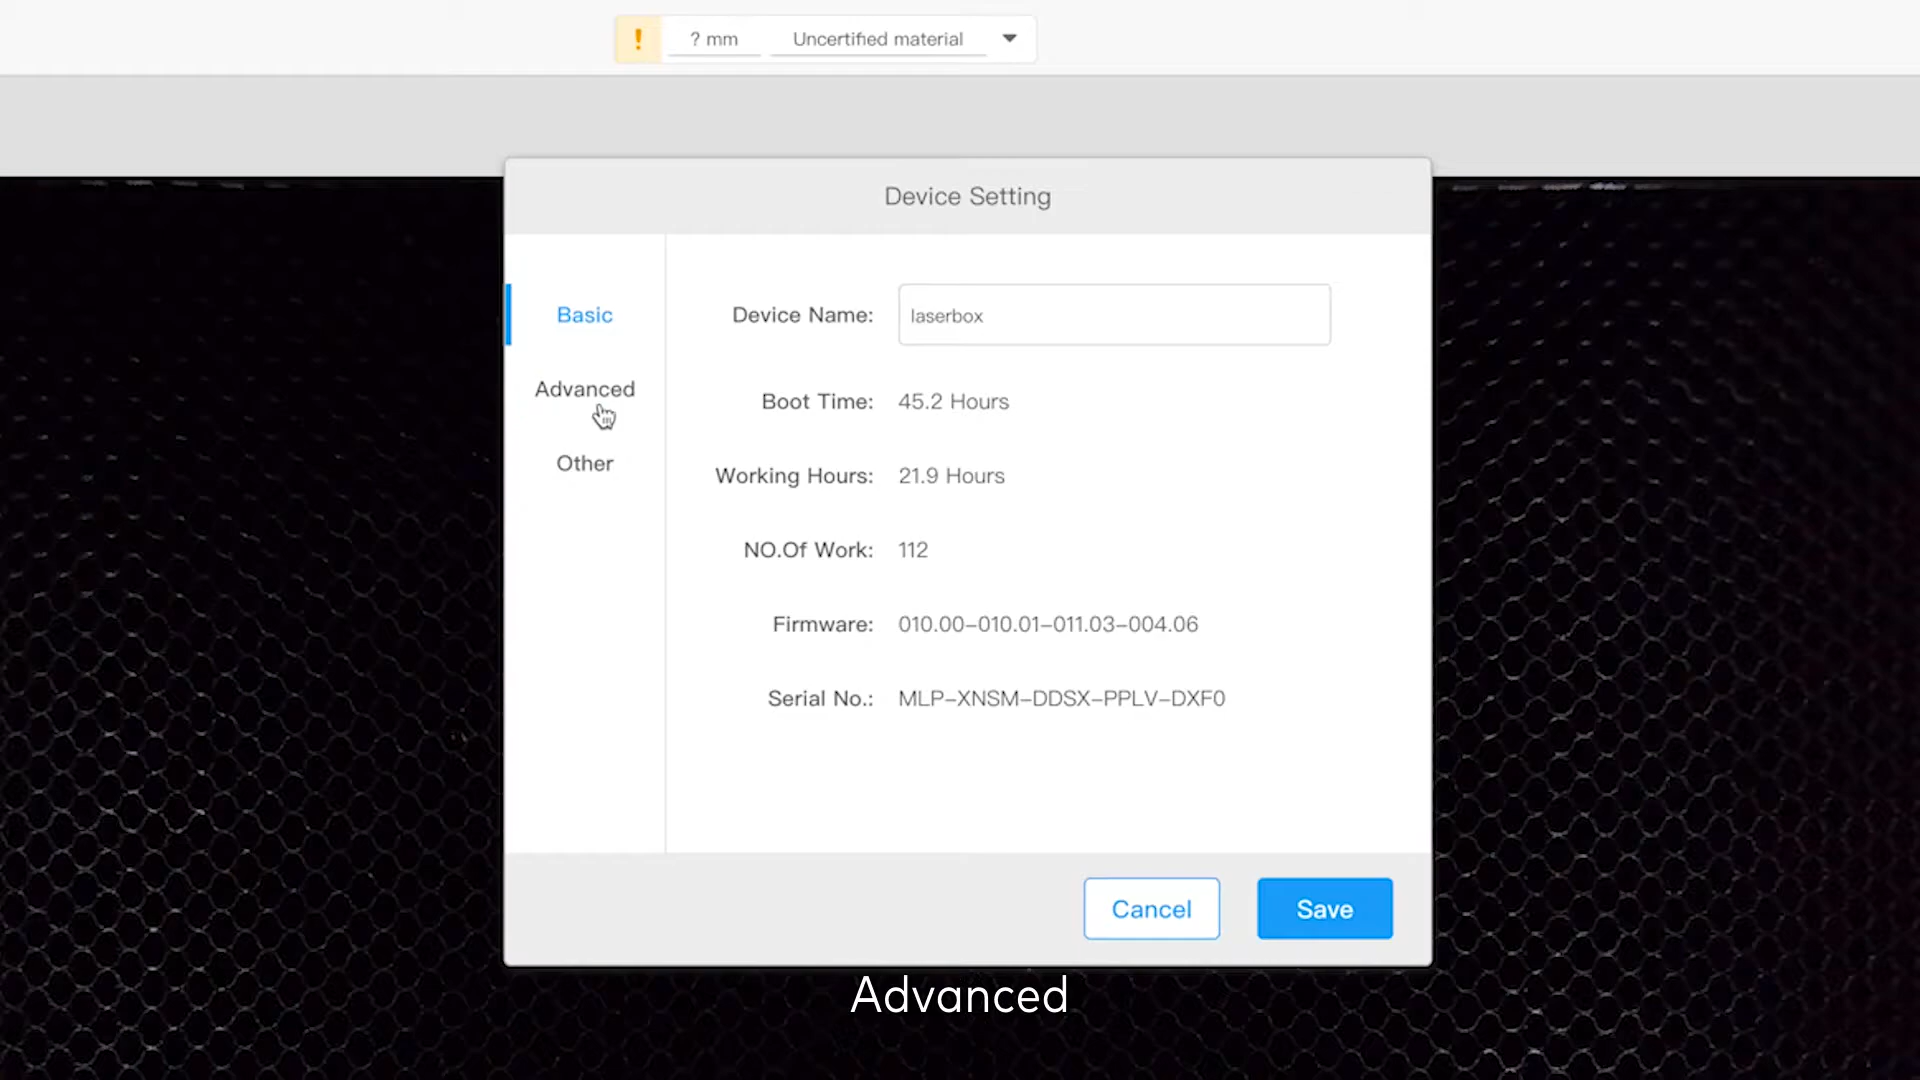 ! ? mm Uncertified material
Device Setting
Basic
Advanced
Other
Device Name: laserbox
Boot Time: 45.2 Hours
Working Hours: 21.9 Hours
NO.Of Work: 112
Firmware: 010.00-010.01-011.03-004.06
Serial No.: MLP-XNSM-DDSX-PPLV-DXF0
Cancel Save
Advanced